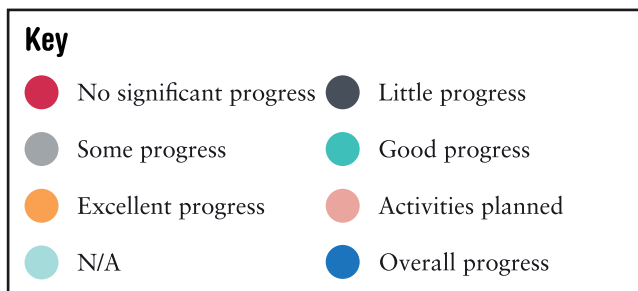 Key
No significant progress
Little progress
Some progress
Good progress
Excellent progress
Activities planned
N/A
Overall progress